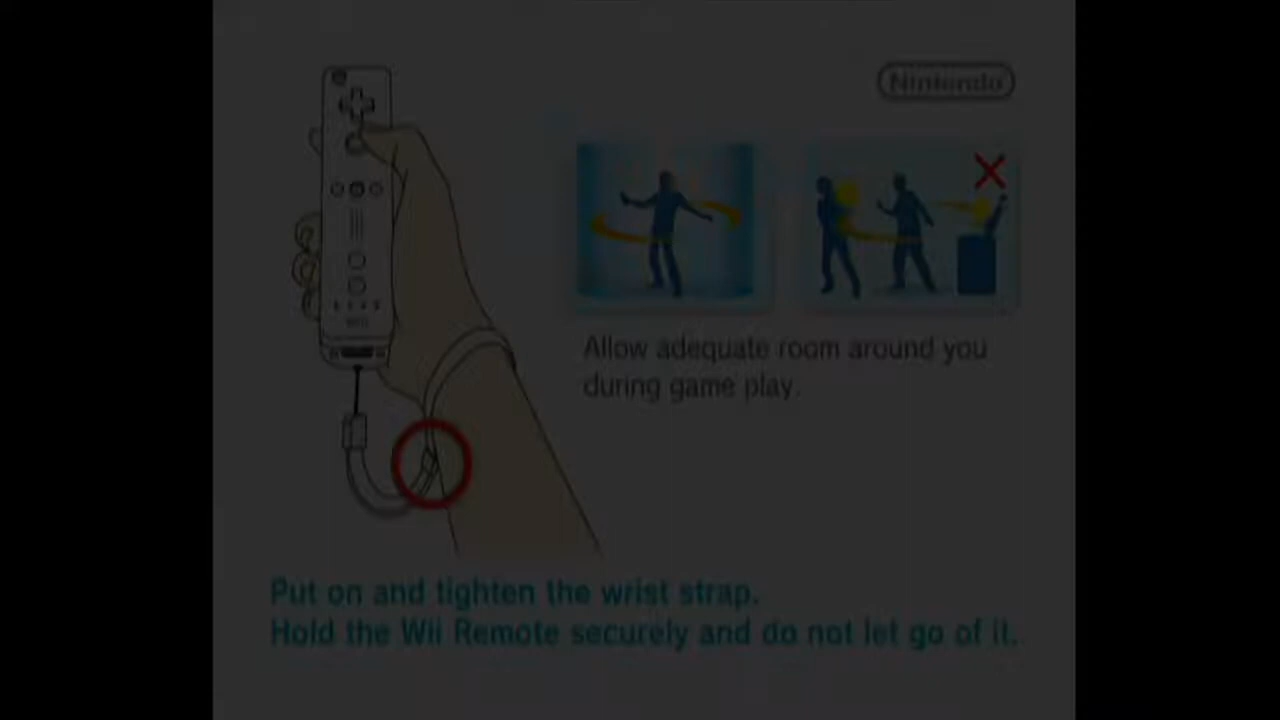 Nintendo
Allow adequate room around you
during game play.
Put on and tighten the wrist strap.
Hold the Wii Remote securely and do not let go of it.